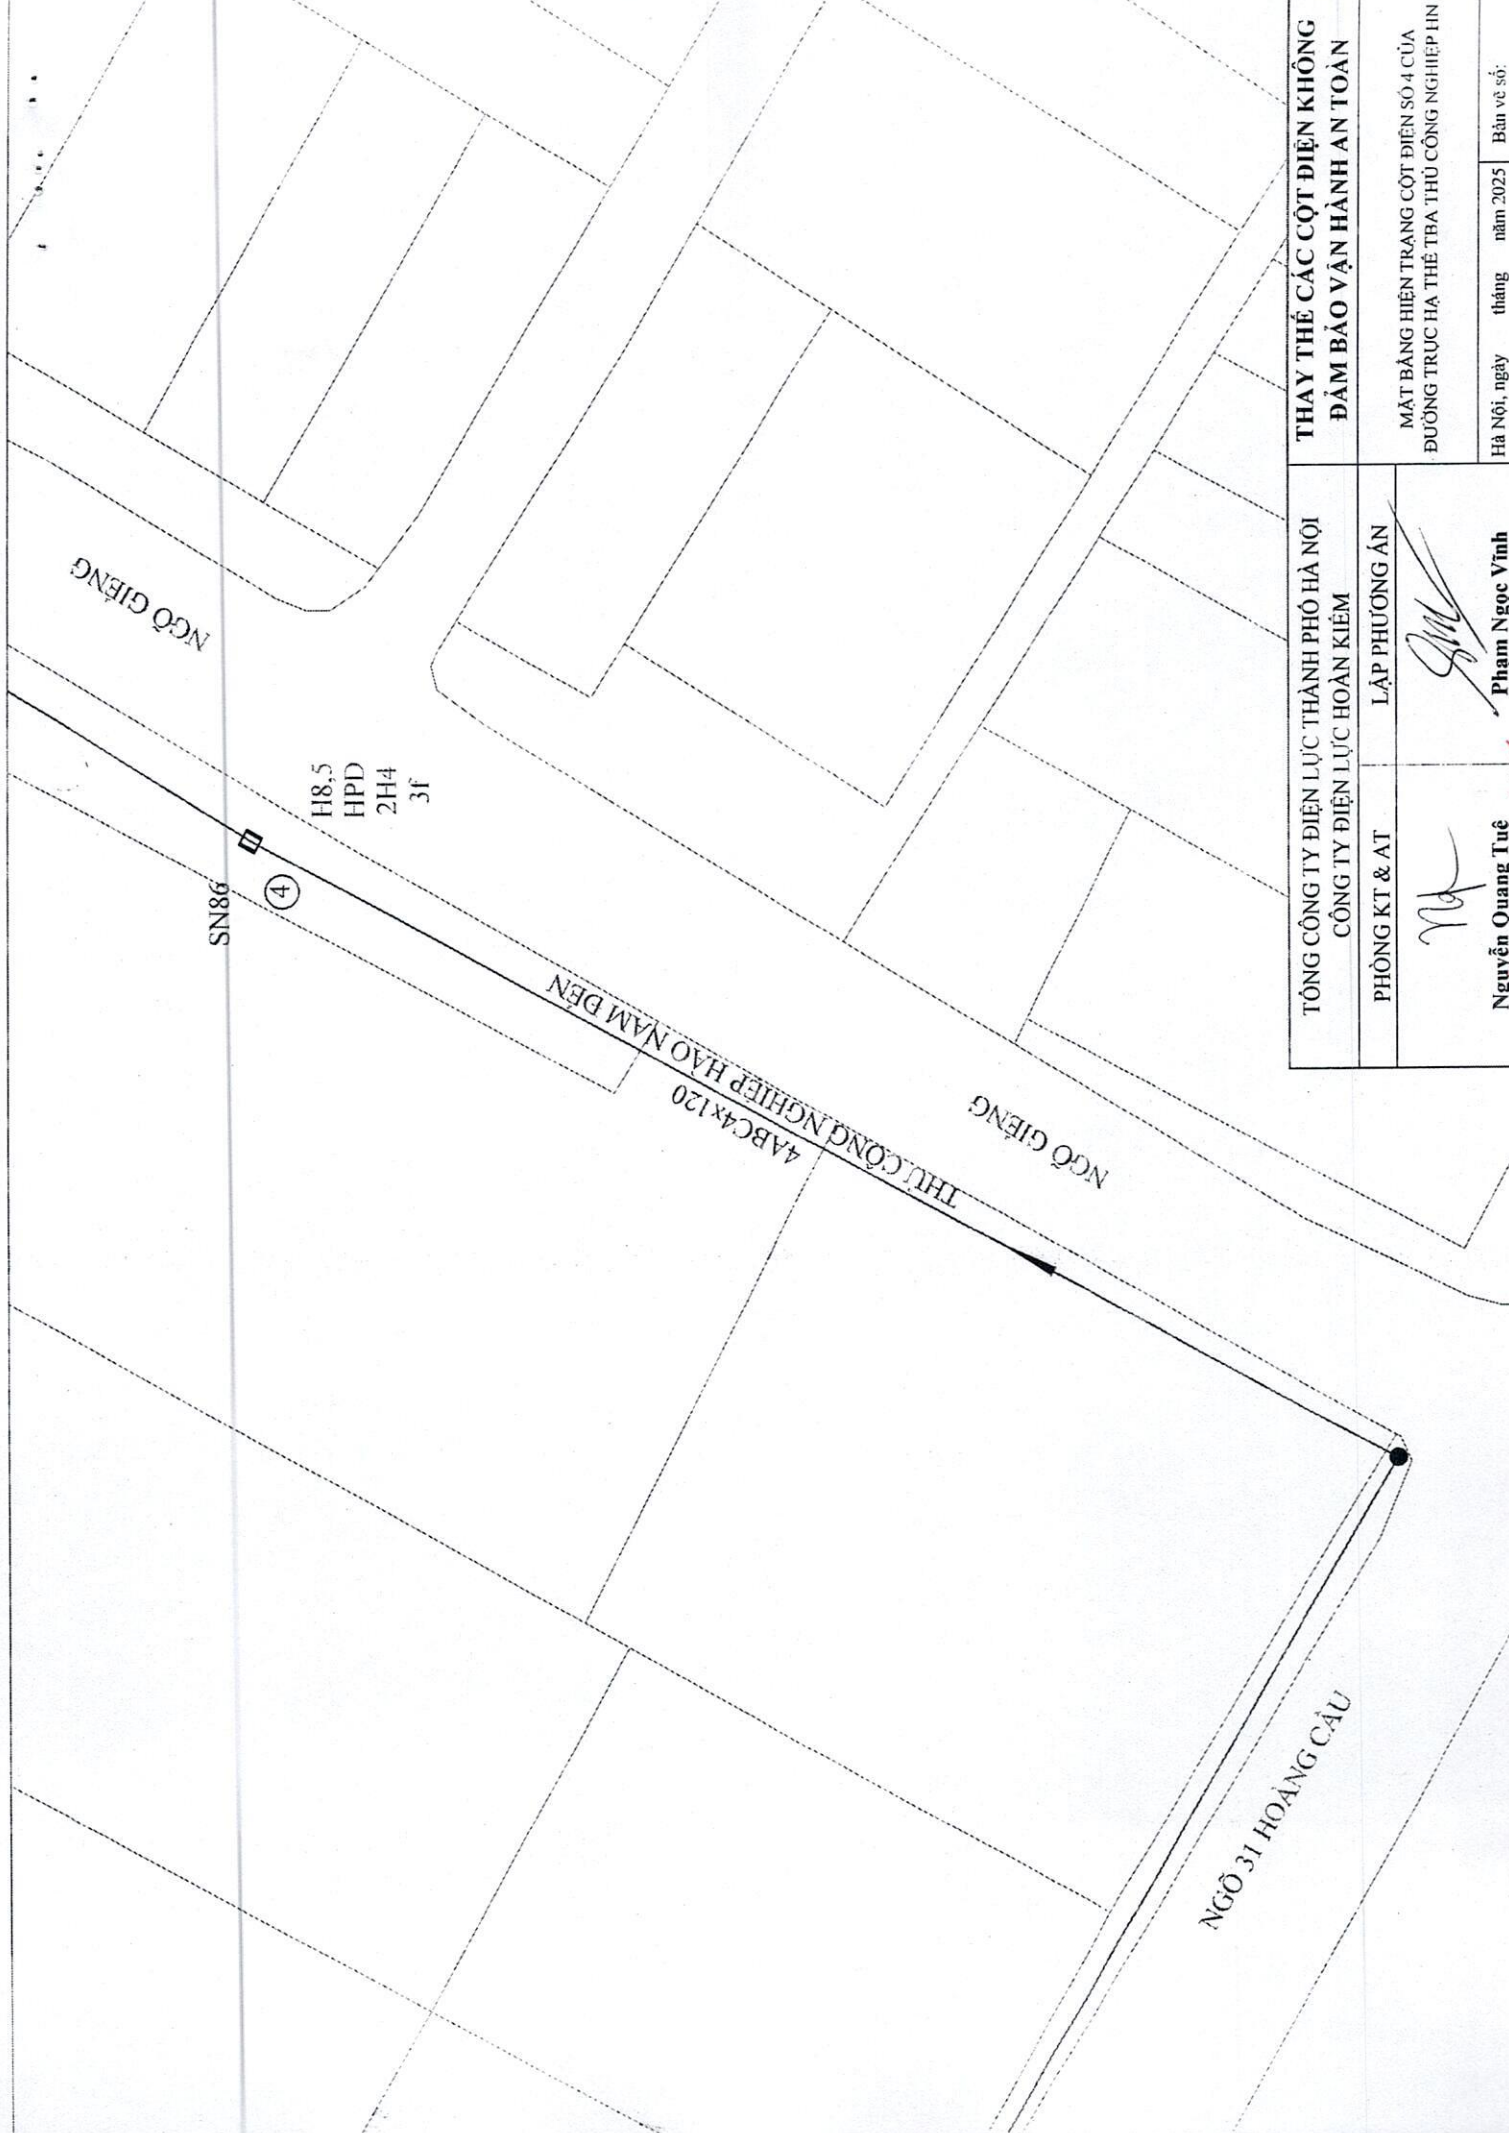 NGÕ GIẾNG
SN86
4
H8,5
HPD
2H4
3f
THỦ CÔNG NGHIỆP HÀO NAM ĐẾN
4ABC4x120
NGÕ GIẾNG
NGÕ 31 HOÀNG CẦU
TỔNG CÔNG TY ĐIỆN LỰC THÀNH PHỐ HÀ NỘI
CÔNG TY ĐIỆN LỰC HOÀN KIẾM
THAY THẾ CÁC CỘT ĐIỆN KHÔNG
ĐẢM BẢO VẬN HÀNH AN TOÀN
PHÒNG KT & AT
LẬP PHƯƠNG ÁN
MẶT BẰNG HIỆN TRẠNG CỘT ĐIỆN SỐ 4 CỦA
ĐƯỜNG TRỤC HẠ THẾ TBA THỦ CÔNG NGHIỆP HN
Nguyễn Quang Tuê
Phạm Ngọc Vĩnh
Hà Nội, ngày tháng năm 2025
Bản vẽ số: